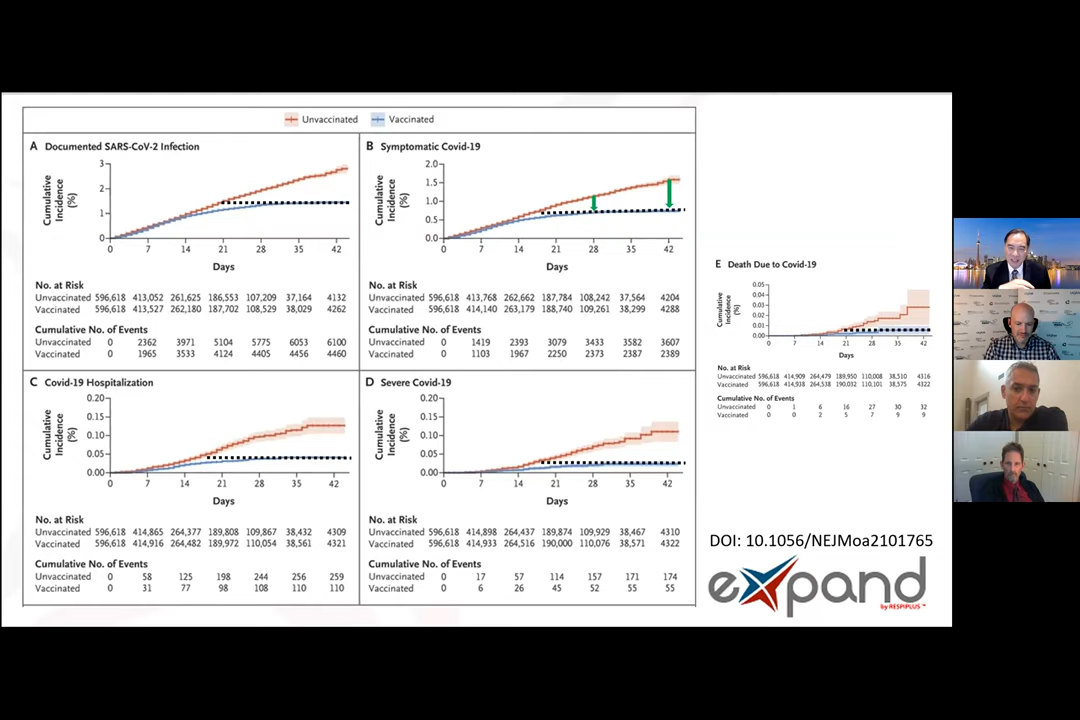 Unvaccinated Vaccinated
A Documented SARS-CoV-2 Infection
Cumulative Incidence (%)
3
2
1
0
0 7 14 21 28 35 42
Days
No. at Risk
Unvaccinated 596,618 413,052 261,625 186,553 107,209 37,164 4132
Vaccinated 596,618 413,527 262,180 187,702 108,529 38,029 4262
Cumulative No. of Events
Unvaccinated 0 2362 3971 5104 5775 6053 6100
Vaccinated 0 1965 3533 4124 4405 4456 4460
B Symptomatic Covid-19
Cumulative Incidence (%)
2.0
1.5
1.0
0.5
0.0
0 7 14 21 28 35 42
Days
No. at Risk
Unvaccinated 596,618 413,768 262,662 187,784 108,242 37,564 4204
Vaccinated 596,618 414,140 263,179 188,740 109,261 38,299 4288
Cumulative No. of Events
Unvaccinated 0 1419 2393 3079 3433 3582 3607
Vaccinated 0 1103 1967 2250 2373 2387 2389
C Covid-19 Hospitalization
Cumulative Incidence (%)
0.20
0.15
0.10
0.05
0.00
0 7 14 21 28 35 42
Days
No. at Risk
Unvaccinated 596,618 414,865 264,377 189,808 109,867 38,432 4309
Vaccinated 596,618 414,916 264,482 189,972 110,054 38,561 4321
Cumulative No. of Events
Unvaccinated 0 58 125 198 244 256 259
Vaccinated 0 31 77 98 108 110 110
D Severe Covid-19
Cumulative Incidence (%)
0.20
0.15
0.10
0.05
0.00
0 7 14 21 28 35 42
Days
No. at Risk
Unvaccinated 596,618 414,898 264,437 189,874 109,929 38,467 4310
Vaccinated 596,618 414,933 264,516 190,000 110,076 38,571 4322
Cumulative No. of Events
Unvaccinated 0 17 57 114 157 171 174
Vaccinated 0 6 26 45 52 55 55
E Death Due to Covid-19
Cumulative Incidence (%)
0.05
0.04
0.03
0.02
0.01
0.00
0 7 14 21 28 35 42
Days
No. at Risk
Unvaccinated 596,618 414,909 264,479 189,950 110,008 38,510 4316
Vaccinated 596,618 414,938 264,538 190,032 110,101 38,575 4322
Cumulative No. of Events
Unvaccinated 0 1 6 16 27 30 32
Vaccinated 0 0 2 5 7 9 9
DOI: 10.1056/NEJMoa2101765
expand
by RESPIPLUS™